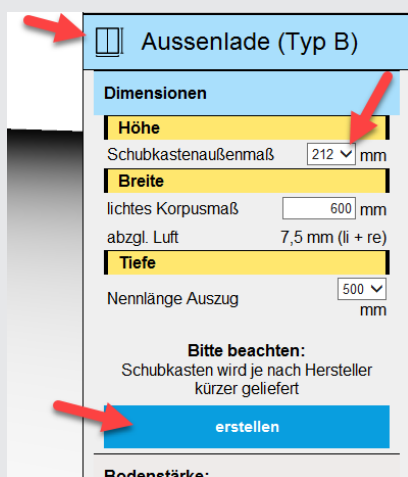 Aussenlade (Typ B)
Dimensionen
Höhe
Schubkastenaußenmaß 212 mm
Breite
lichtes Korpusmaß 600 mm
abzgl. Luft 7,5 mm (li + re)
Tiefe
Nennlänge Auszug 500
mm
Bitte beachten:
Schubkasten wird je nach Hersteller
kürzer geliefert
erstellen
Bodenstärke: